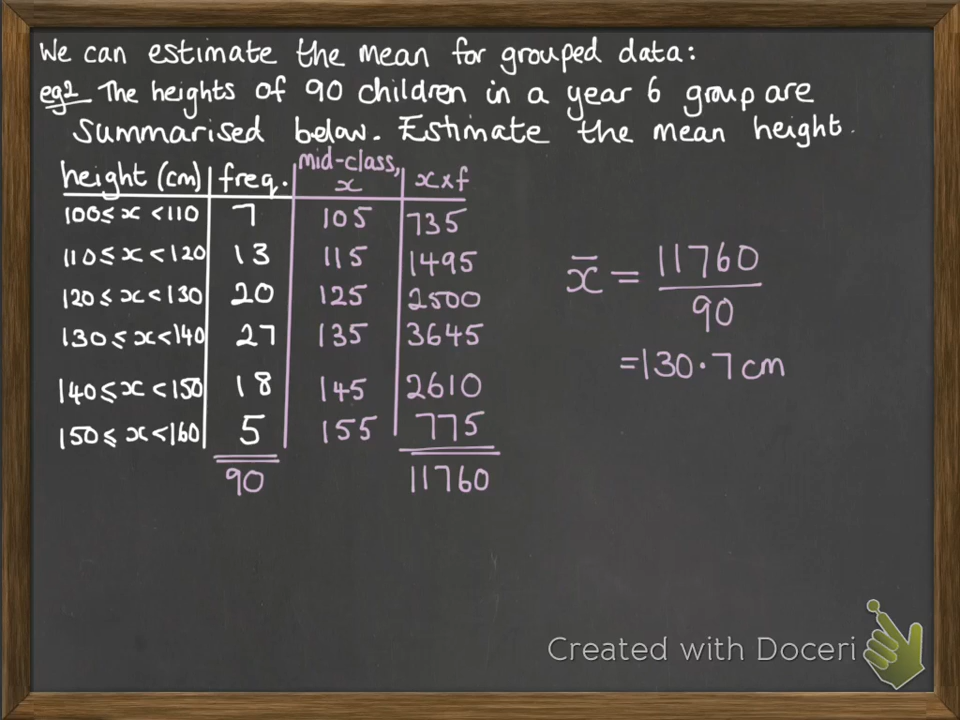 We can estimate the mean for grouped data:
eg2 The heights of 90 children in a year 6 group are
summarised below. Estimate the mean height.
height (cm) freq. mid-class, x x×f
100 ≤ x < 110 7 105 735
110 ≤ x < 120 13 115 1495
120 ≤ x < 130 20 125 2500
130 ≤ x < 140 27 135 3645
140 ≤ x < 150 18 145 2610
150 ≤ x < 160 5 155 775
90 11760
x̄ = 11760 / 90
= 130·7 cm
Created with Doceri